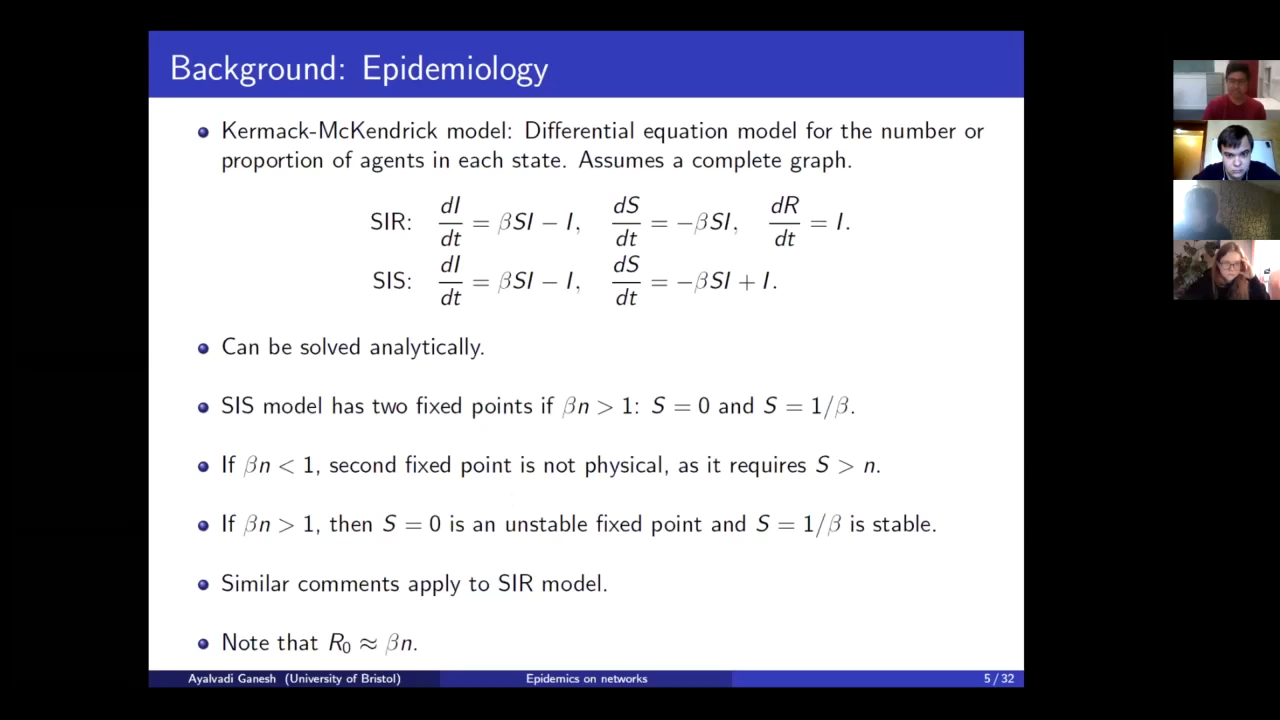 Background: Epidemiology
Kermack-McKendrick model: Differential equation model for the number or
proportion of agents in each state. Assumes a complete graph.
SIR: dI/dt = βSI − I, dS/dt = −βSI, dR/dt = I.
SIS: dI/dt = βSI − I, dS/dt = −βSI + I.
Can be solved analytically.
SIS model has two fixed points if βn > 1: S = 0 and S = 1/β.
If βn < 1, second fixed point is not physical, as it requires S > n.
If βn > 1, then S = 0 is an unstable fixed point and S = 1/β is stable.
Similar comments apply to SIR model.
Note that R₀ ≈ βn.
Ayalvadi Ganesh (University of Bristol) Epidemics on networks 5 / 32